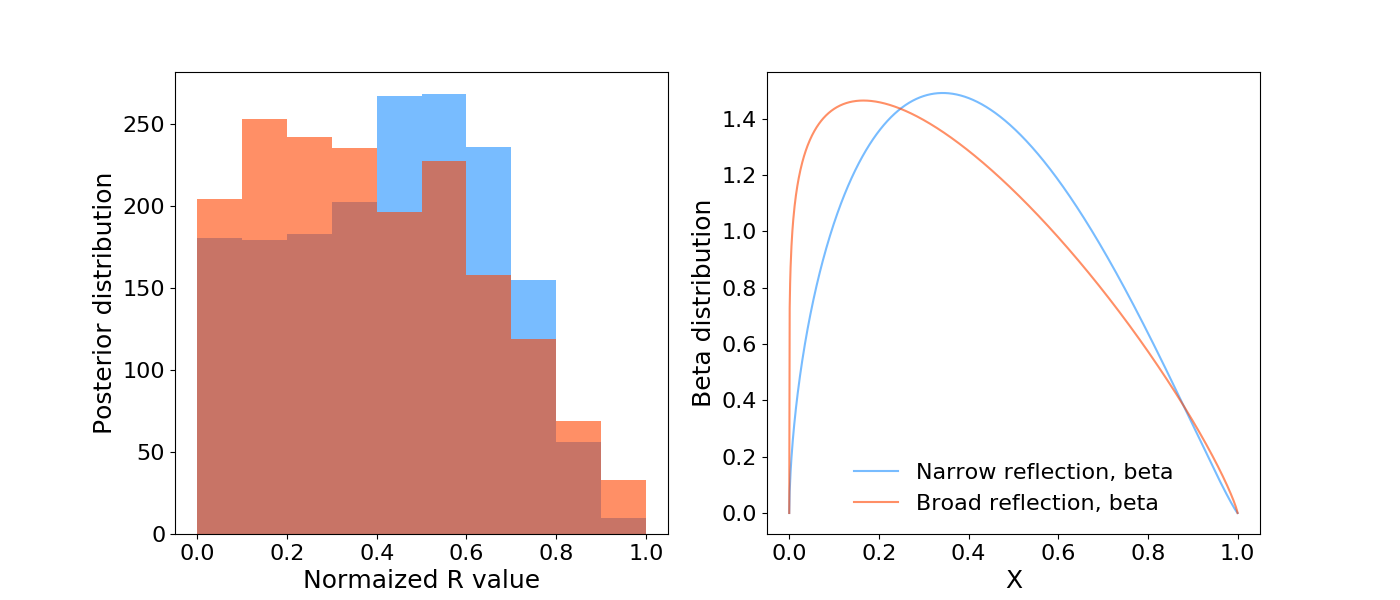 Posterior distribution
250
200
150
100
50
0
0.0 0.2 0.4 0.6 0.8 1.0
Normaized R value
Beta distribution
1.4
1.2
1.0
0.8
0.6
0.4
0.2
0.0
Narrow reflection, beta
Broad reflection, beta
0.0 0.2 0.4 0.6 0.8 1.0
X